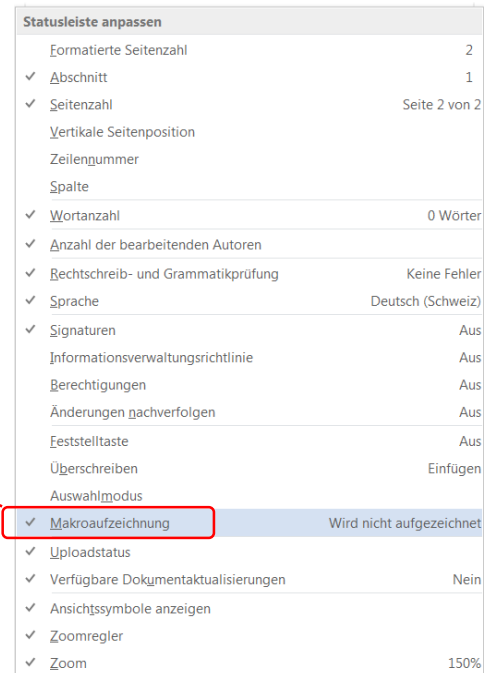 Statusleiste anpassen
Formatierte Seitenzahl 2
Abschnitt 1
Seitenzahl Seite 2 von 2
Vertikale Seitenposition
Zeilennummer
Spalte
Wortanzahl 0 Wörter
Anzahl der bearbeitenden Autoren
Rechtschreib- und Grammatikprüfung Keine Fehler
Sprache Deutsch (Schweiz)
Signaturen Aus
Informationsverwaltungsrichtlinie Aus
Berechtigungen Aus
Änderungen nachverfolgen Aus
Feststelltaste Aus
Überschreiben Einfügen
Auswahlmodus
Makroaufzeichnung Wird nicht aufgezeichnet
Uploadstatus
Verfügbare Dokumentaktualisierungen Nein
Ansichtssymbole anzeigen
Zoomregler
Zoom 150%